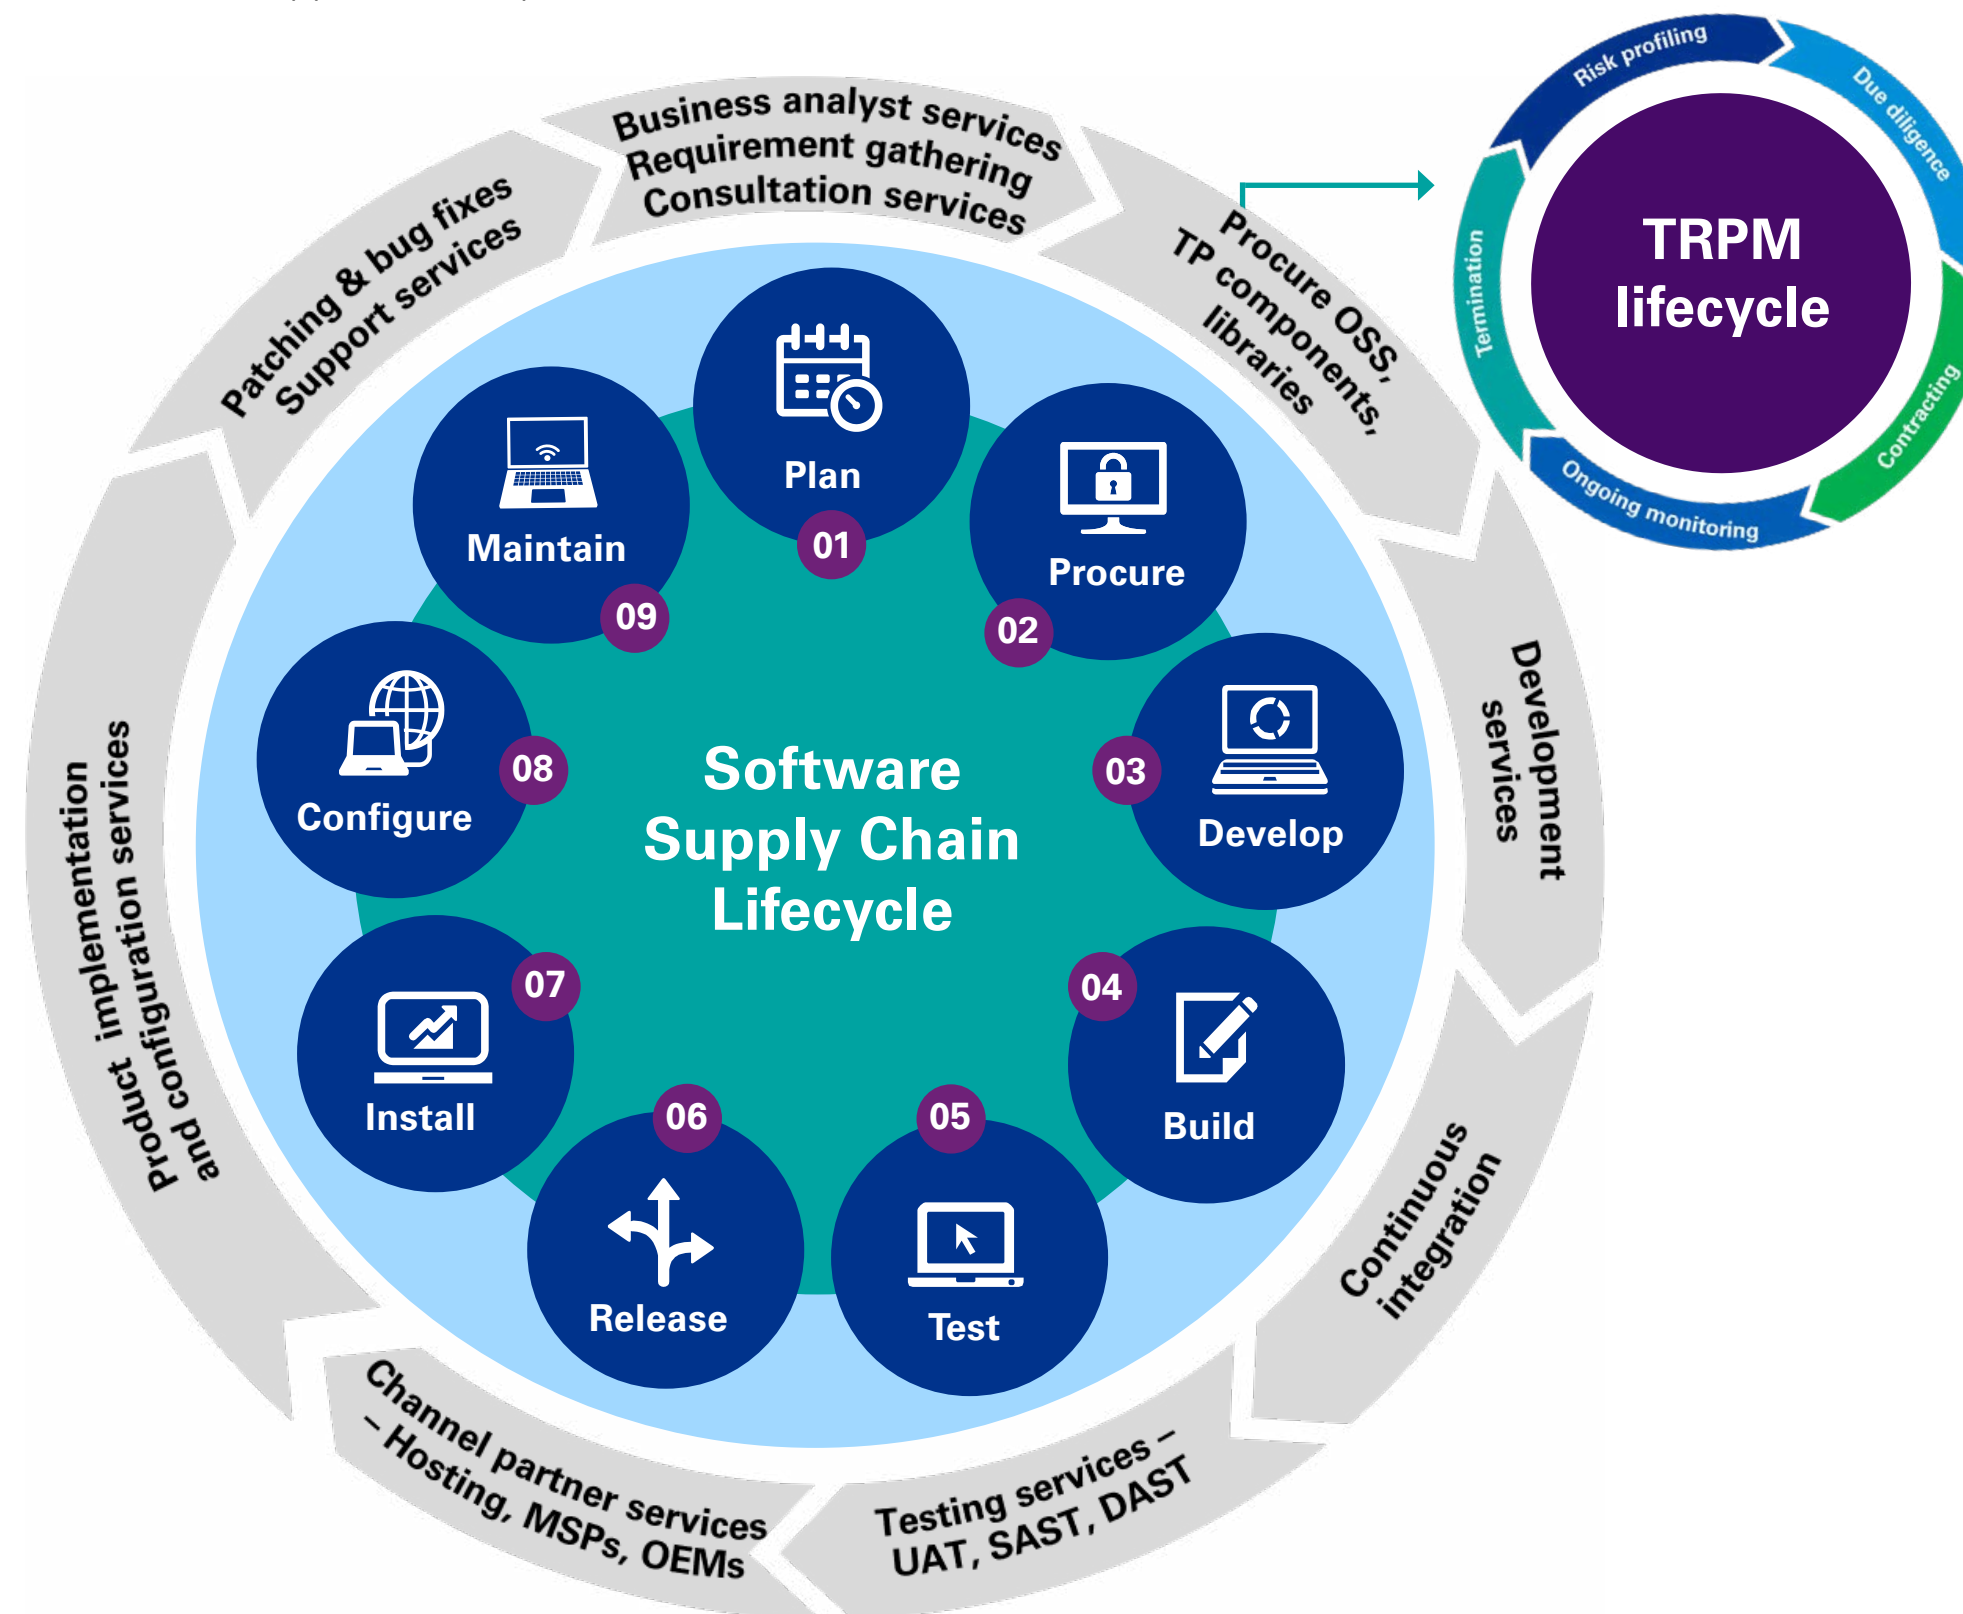 Business analyst services
Requirement gathering
Consultation services
Procure OSS,
TP components,
libraries
Development
services
Continuous
integration
Testing services –
UAT, SAST, DAST
Channel partner services
– Hosting, MSPs, OEMs
Product implementation
and configuration services
Patching & bug fixes
Support services
Plan
01
Procure
02
Develop
03
Build
04
Test
05
Release
06
Install
07
Configure
08
Maintain
09
Software
Supply Chain
Lifecycle
Risk profiling
Due diligence
Contracting
Ongoing monitoring
Termination
TRPM
lifecycle